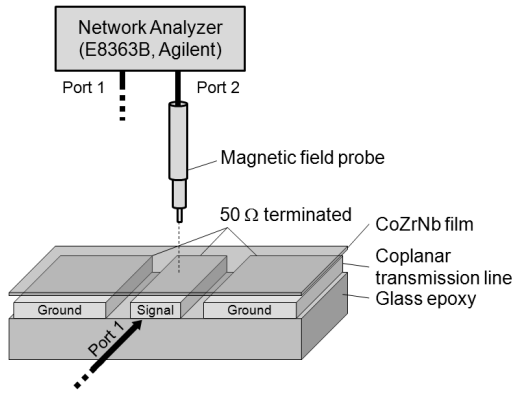 Network Analyzer
(E8363B, Agilent)
Port 1
Port 2
Magnetic field probe
50 Ω terminated
CoZrNb film
Coplanar
transmission line
Glass epoxy
Ground
Signal
Ground
Port 1